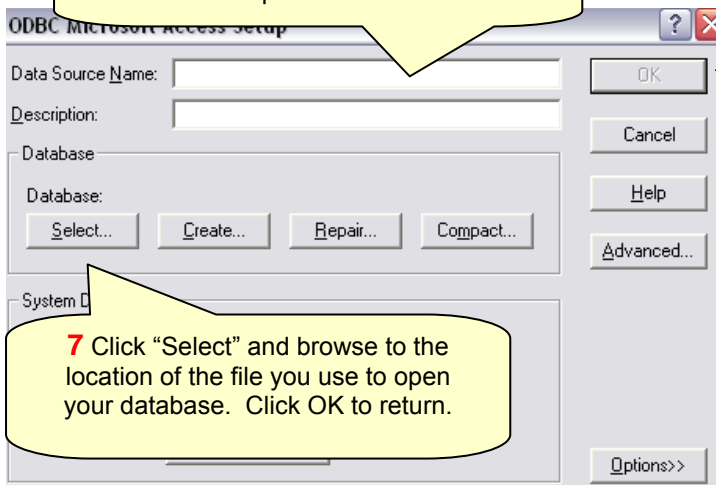 ODBC Microsoft Access Setup
Data Source Name:
OK
Description:
Cancel
Database
Database:
Help
Select...
Create...
Repair...
Compact...
Advanced...
System D
7 Click “Select” and browse to the
location of the file you use to open
your database. Click OK to return.
Options>>